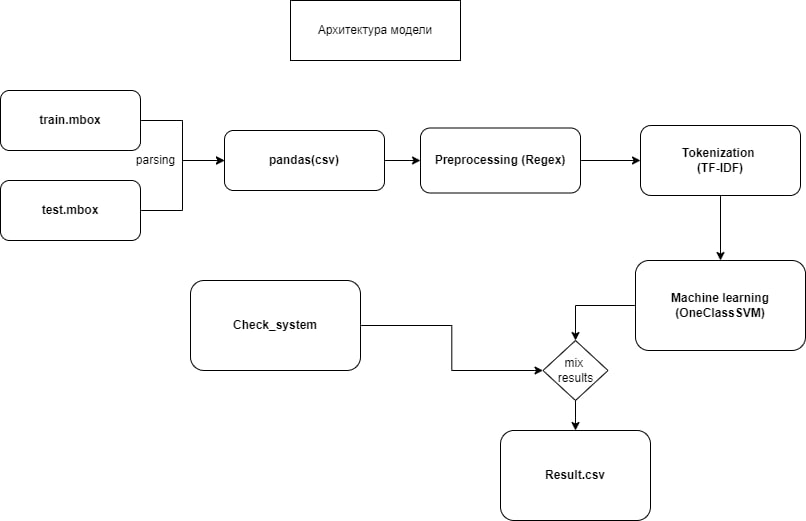 Архитектура модели
train.mbox
parsing
pandas(csv)
Preprocessing (Regex)
Tokenization
(TF-IDF)
test.mbox
Machine learning
(OneClassSVM)
Check_system
mix
results
Result.csv